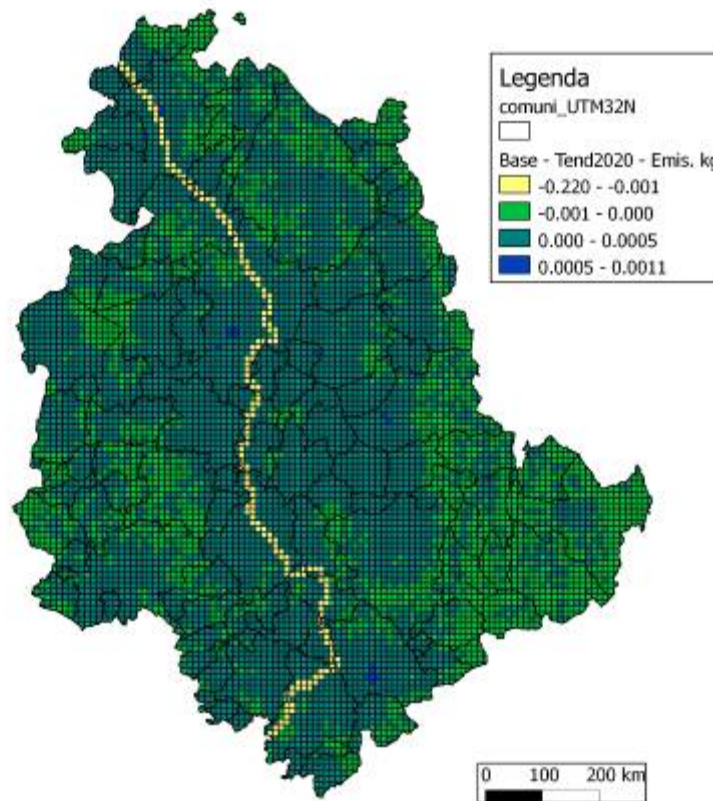 Legenda
comuni_UTM32N
Base - Tend2020 - Emis. kg
-0.220 - -0.001
-0.001 - 0.000
0.000 - 0.0005
0.0005 - 0.0011
0 100 200 km